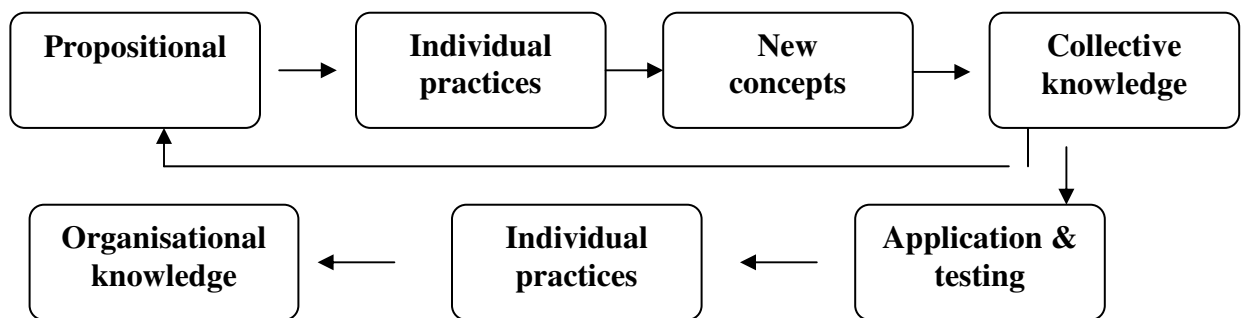 Propositional
Individual
practices
New
concepts
Collective
knowledge
Organisational
knowledge
Individual
practices
Application &
testing